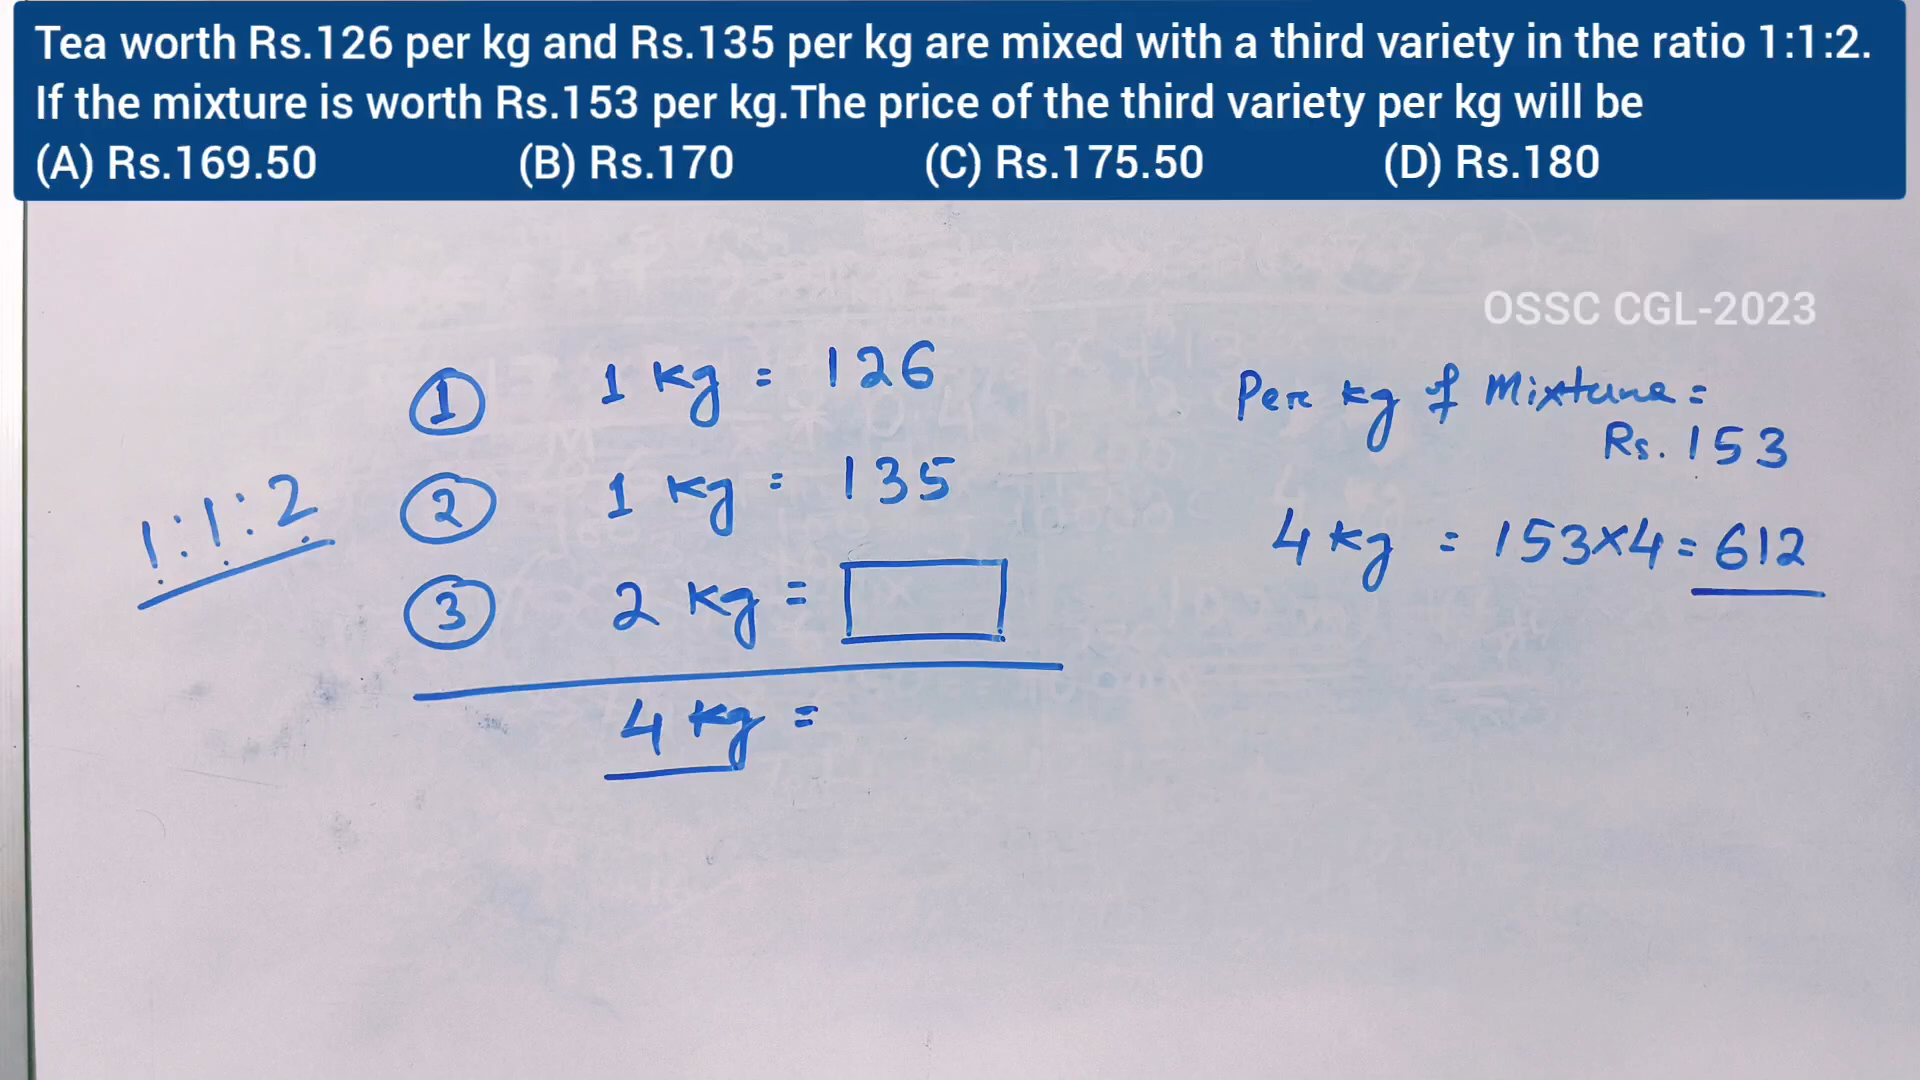 Tea worth Rs.126 per kg and Rs.135 per kg are mixed with a third variety in the ratio 1:1:2.
If the mixture is worth Rs.153 per kg.The price of the third variety per kg will be
(A) Rs.169.50 (B) Rs.170 (C) Rs.175.50 (D) Rs.180
OSSC CGL-2023
1:1:2
① 1 kg = 126
② 1 kg = 135
③ 2 kg =
4 kg =
Per kg of Mixture =
Rs. 153
4 kg = 153×4 = 612